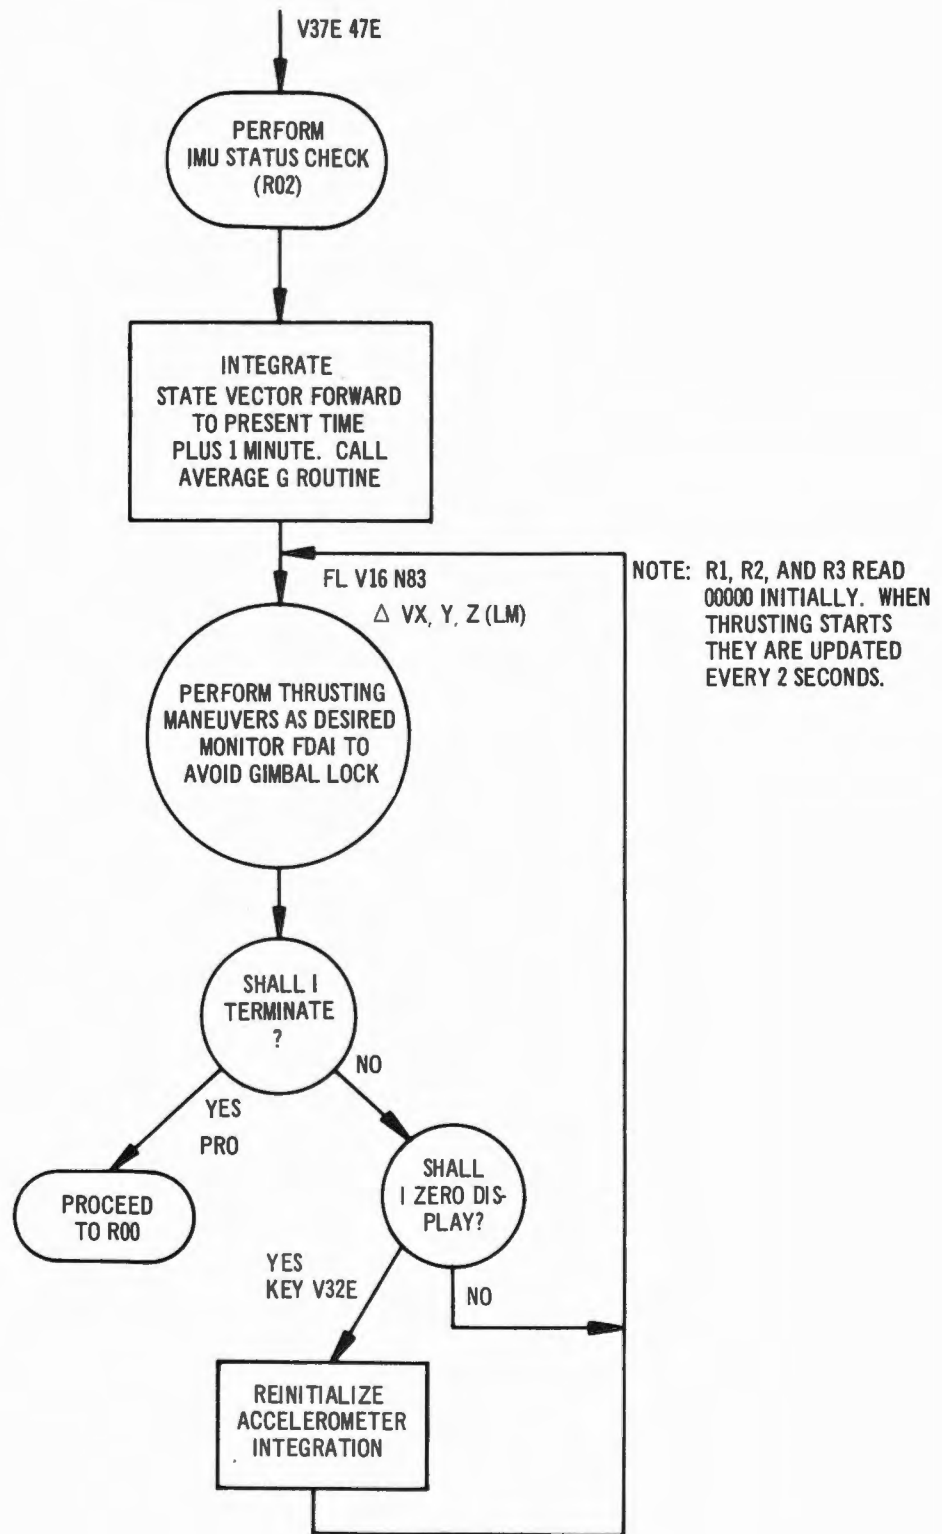 V37E 47E
PERFORM
IMU STATUS CHECK
(R02)
INTEGRATE
STATE VECTOR FORWARD
TO PRESENT TIME
PLUS 1 MINUTE. CALL
AVERAGE G ROUTINE
FL V16 N83
△ VX, Y, Z (LM)
NOTE: R1, R2, AND R3 READ
00000 INITIALLY. WHEN
THRUSTING STARTS
THEY ARE UPDATED
EVERY 2 SECONDS.
PERFORM THRUSTING
MANEUVERS AS DESIRED
MONITOR FDAI TO
AVOID GIMBAL LOCK
SHALL I
TERMINATE
?
NO
YES
PRO
PROCEED
TO R00
SHALL
I ZERO DIS-
PLAY?
YES
KEY V32E
NO
REINITIALIZE
ACCELEROMETER
INTEGRATION